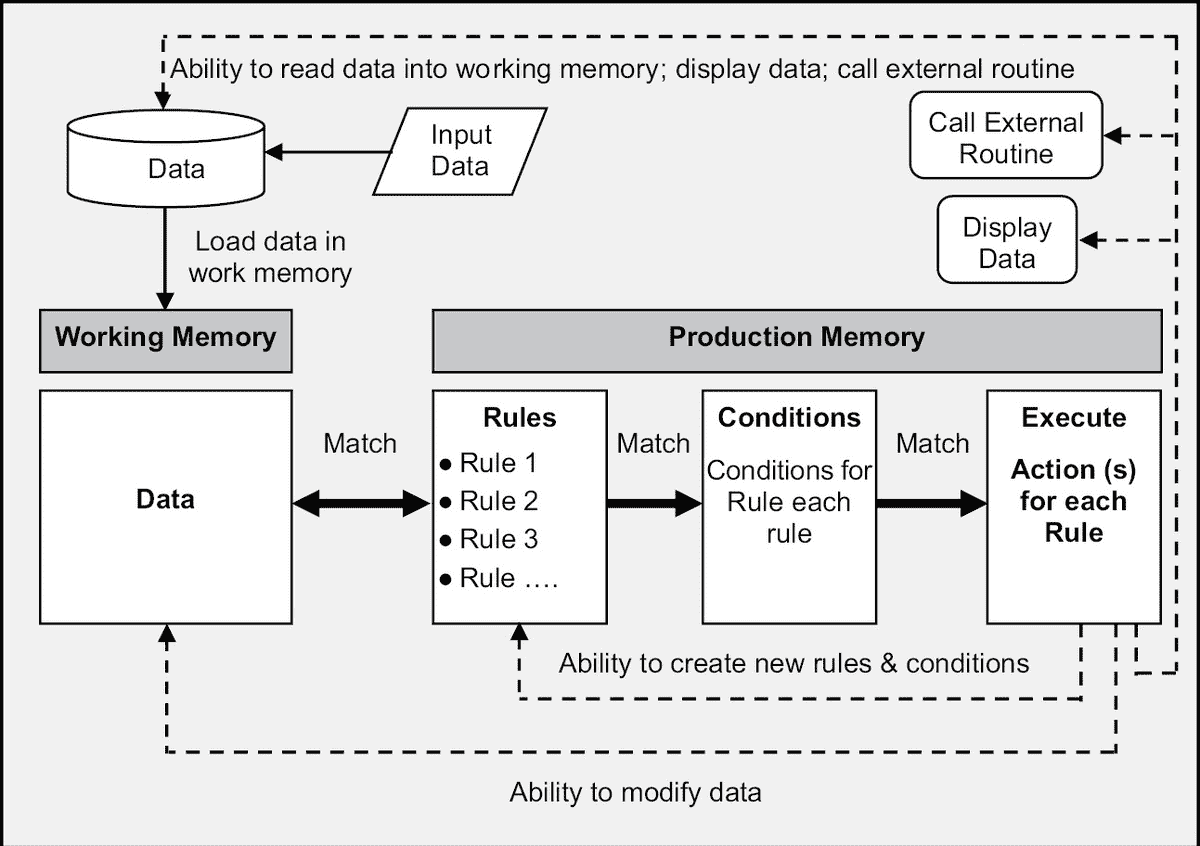 Ability to read data into working memory; display data; call external routine
Data
Input
Data
Call External
Routine
Display
Data
Load data in
work memory
Working Memory
Production Memory
Data
Match
Rules
● Rule 1
● Rule 2
● Rule 3
● Rule ....
Match
Conditions
Conditions for
Rule each
rule
Match
Execute
Action (s)
for each
Rule
Ability to create new rules & conditions
Ability to modify data